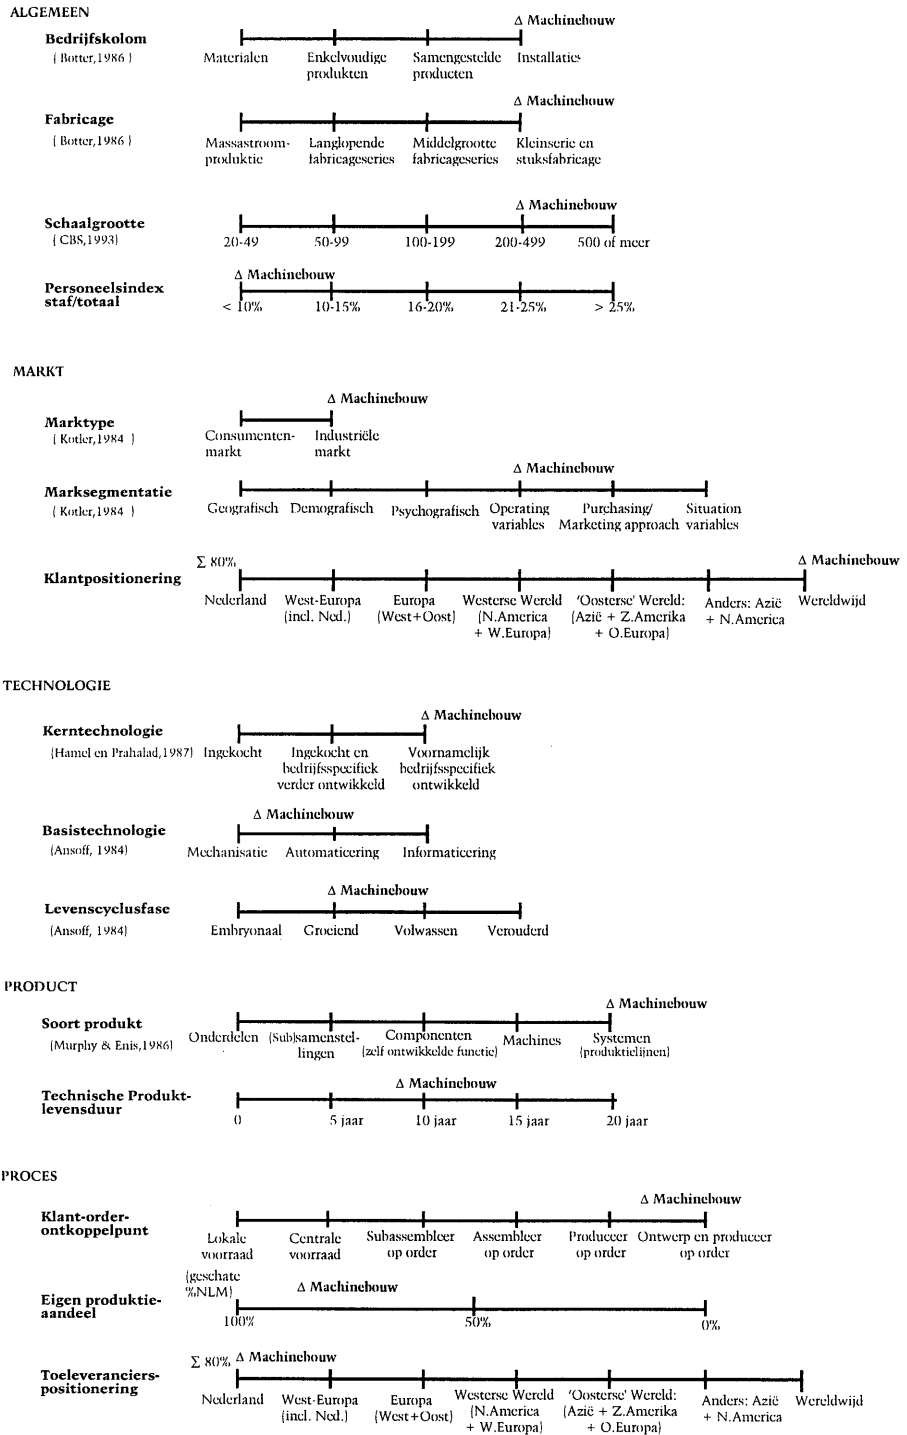 ALGEMEEN
Δ Machinebouw
Bedrijfskolom
( Botter,1986 )
Materialen Enkelvoudige Samengestelde Installaties
produkten producten
Δ Machinebouw
Fabricage
( Botter,1986 )
Massastroom- Langlopende Middelgrootte Kleinserie en
produktie fabricageseries fabricageseries stuksfabricage
Δ Machinebouw
Schaalgrootte
( CBS,1993)
20-49 50-99 100-199 200-499 500 of meer
Δ Machinebouw
Personeelsindex
staf/totaal
< 10% 10-15% 16-20% 21-25% > 25%
MARKT
Δ Machinebouw
Marktype
( Kotler,1984 )
Consumenten- Industriële
markt markt
Δ Machinebouw
Marksegmentatie
( Kotler,1984 )
Geografisch Demografisch Psychografisch Operating Purchasing/ Situation
variables Marketing approach variables
Σ 80% Δ Machinebouw
Klantpositionering
Nederland West-Europa Europa Westerse Wereld 'Oosterse' Wereld: Anders: Azië Wereldwijd
(incl. Ned.) (West+Oost) (N.America (Azië + Z.Amerika + N.America
+ W.Europa) + O.Europa)
TECHNOLOGIE
Δ Machinebouw
Kerntechnologie
(Hamel en Prahalad,1987) Ingekocht Ingekocht en Voornamelijk
bedrijfsspecifiek bedrijfsspecifiek
verder ontwikkeld ontwikkeld
Δ Machinebouw
Basistechnologie
(Ansoff, 1984)
Mechanisatie Automaticering Informaticering
Δ Machinebouw
Levenscyclusfase
(Ansoff, 1984)
Embryonaal Groeiend Volwassen Verouderd
PRODUCT
Δ Machinebouw
Soort produkt
(Murphy & Enis,1986)
Onderdelen (Sub)samenstel- Componenten Machines Systemen
lingen (zelf ontwikkelde functie) (produktielijnen)
Δ Machinebouw
Technische Produkt-
levensduur
0 5 jaar 10 jaar 15 jaar 20 jaar
PROCES
Δ Machinebouw
Klant-order-
ontkoppelpunt
Lokale Centrale Subassembleer Assembleer Produceer Ontwerp en produceer
voorraad voorraad op order op order op order op order
(geschate
%NLM) Δ Machinebouw
Eigen produktie-
aandeel
100% 50% 0%
Σ 80% Δ Machinebouw
Toeleveranciers-
positionering
Nederland West-Europa Europa Westerse Wereld 'Oosterse' Wereld: Anders: Azië Wereldwijd
(incl. Ned.) (West+Oost) (N.America (Azië + Z.Amerika + N.America
+ W.Europa) + O.Europa)